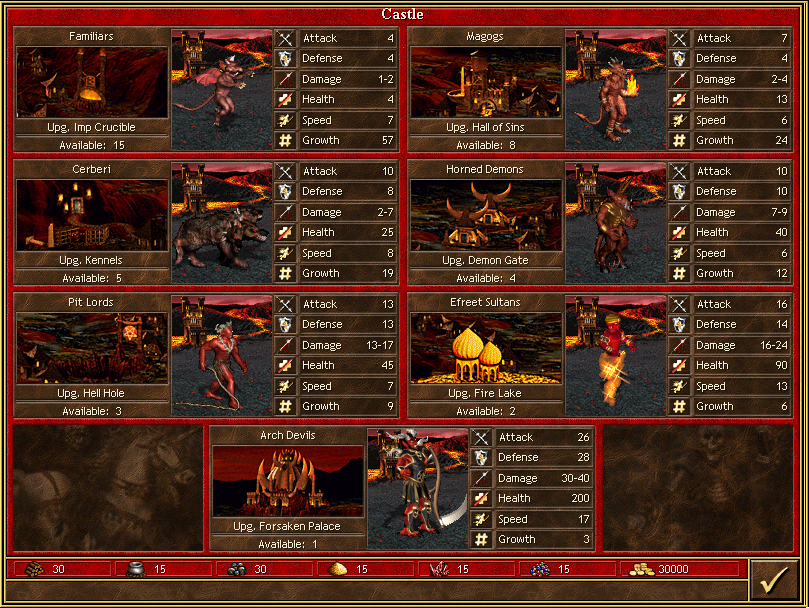 Castle
Familiars
Upg. Imp Crucible
Available: 15
Attack 4
Defense 4
Damage 1-2
Health 4
Speed 7
Growth 57
Magogs
Upg. Hall of Sins
Available: 8
Attack 7
Defense 4
Damage 2-4
Health 13
Speed 6
Growth 24
Cerberi
Upg. Kennels
Available: 5
Attack 10
Defense 8
Damage 2-7
Health 25
Speed 8
Growth 19
Horned Demons
Upg. Demon Gate
Available: 4
Attack 10
Defense 10
Damage 7-9
Health 40
Speed 6
Growth 12
Pit Lords
Upg. Hell Hole
Available: 3
Attack 13
Defense 13
Damage 13-17
Health 45
Speed 7
Growth 9
Efreet Sultans
Upg. Fire Lake
Available: 2
Attack 16
Defense 14
Damage 16-24
Health 90
Speed 13
Growth 6
Arch Devils
Upg. Forsaken Palace
Available: 1
Attack 26
Defense 28
Damage 30-40
Health 200
Speed 17
Growth 3
30 15 30 15 15 15 30000